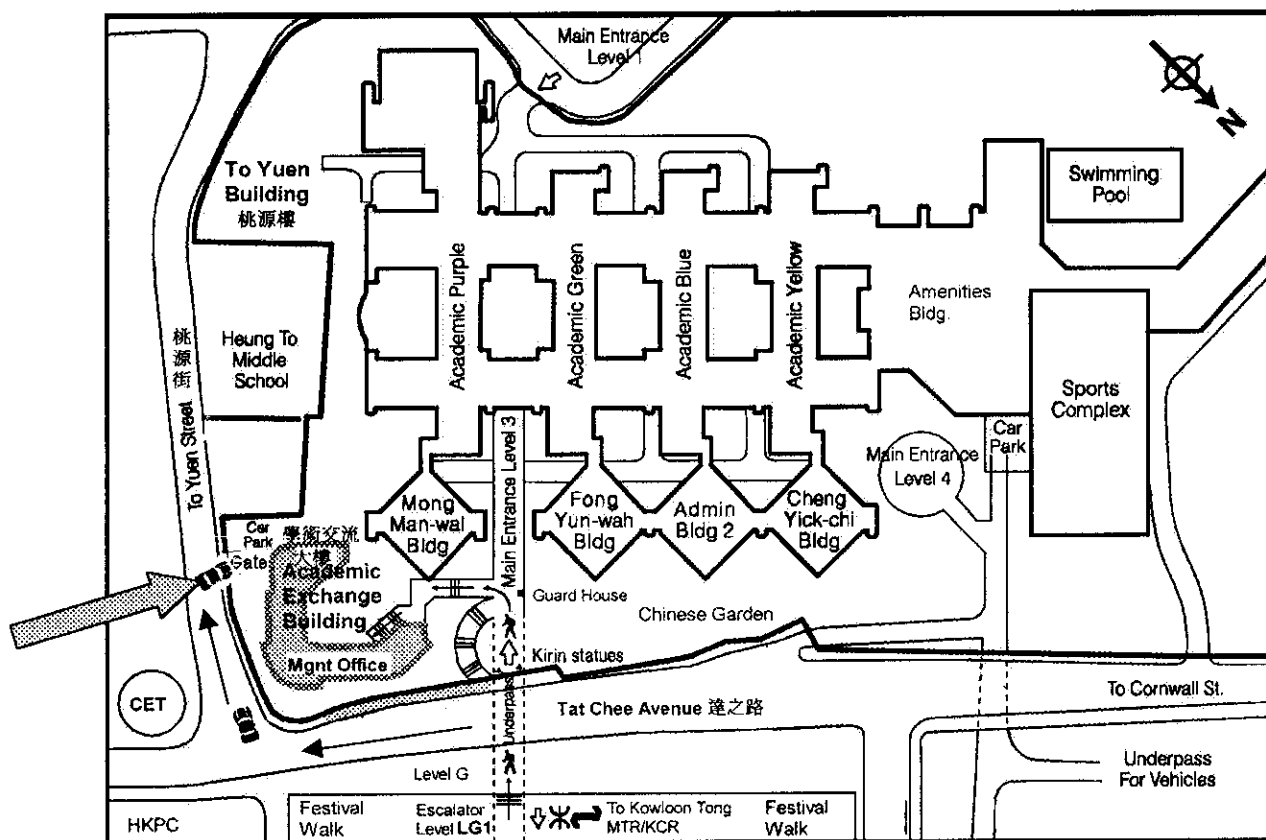 Main Entrance
Level 1
N
To Yuen
Building
桃源樓
Swimming
Pool
Academic Purple
Academic Green
Academic Blue
Academic Yellow
Amenities
Bldg.
桃源街
To Yuen Street
Heung To
Middle
School
Sports
Complex
Car
Park
Main Entrance
Level 4
Main Entrance Level 3
Mong
Man-wai
Bldg
Fong
Yun-wah
Bldg
Admin
Bldg 2
Cheng
Yick-chi
Bldg
Car
Park
Gate
學術交流
大樓
Academic
Exchange
Building
Mgnt Office
Guard House
Chinese Garden
Kirin statues
Underpass
CET
Tat Chee Avenue 達之路
To Cornwall St.
Level G
Underpass
For Vehicles
HKPC
Festival
Walk
Escalator
Level LG1
To Kowloon Tong
MTR/KCR
Festival
Walk